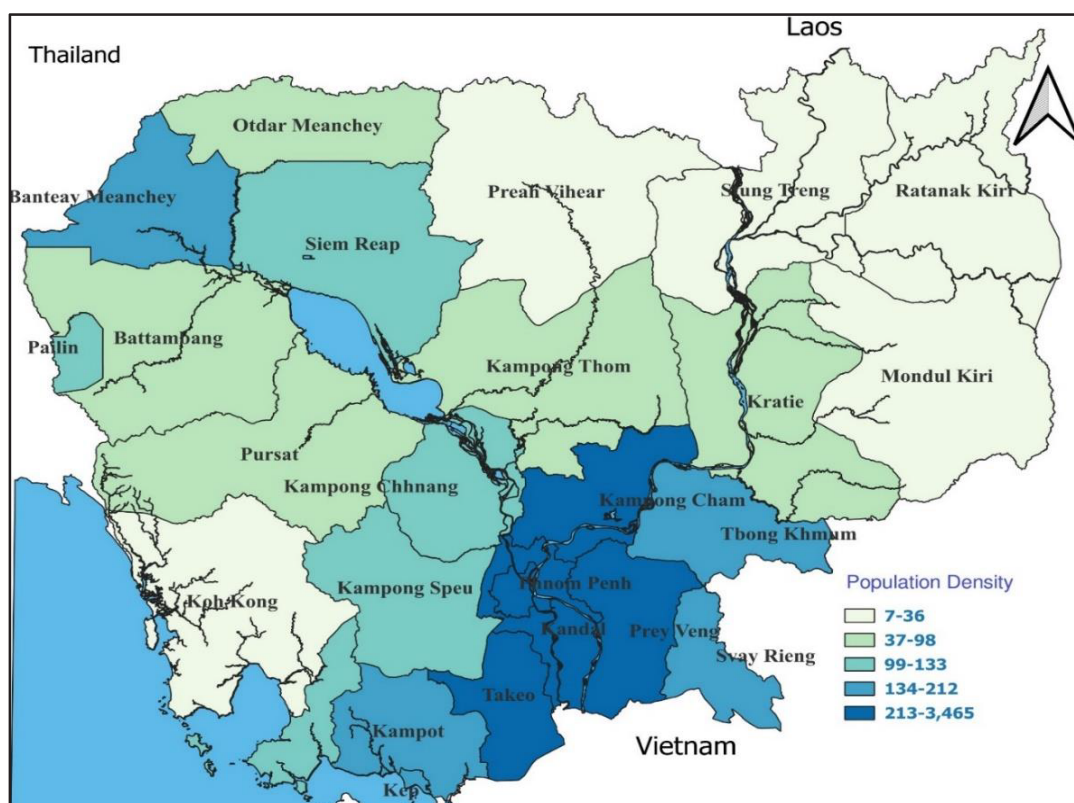 Laos
Thailand
Otdar Meanchey
Banteay Meanchey
Preah Vihear
Stung Treng
Ratanak Kiri
Siem Reap
Battampang
Pailin
Kampong Thom
Mondul Kiri
Kratie
Pursat
Kampong Chhnang
Kampong Cham
Tbong Khmum
Kampong Speu
Phnom Penh
Koh Kong
Kandal
Prey Veng
Svay Rieng
Takeo
Kampot
Kep
Vietnam
Population Density
7-36
37-98
99-133
134-212
213-3,465